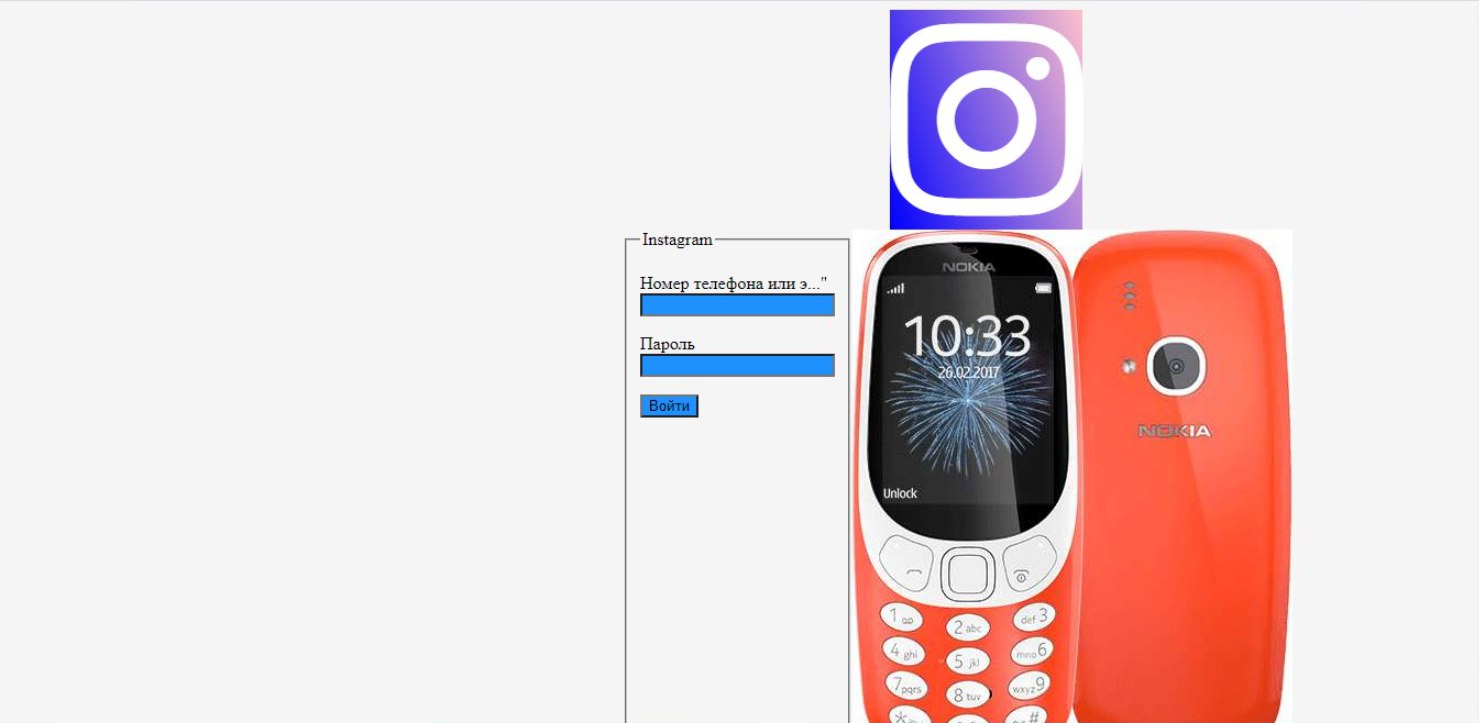 Instagram
Номер телефона или э..."
Пароль
Войти
NOKIA
10:33
26.02.2017
Unlock
NOKIA
1
2 abc
def 3
4 ghi
5 jkl
mno 6
7 pqrs
8 tuv
wxyz 9
*
#